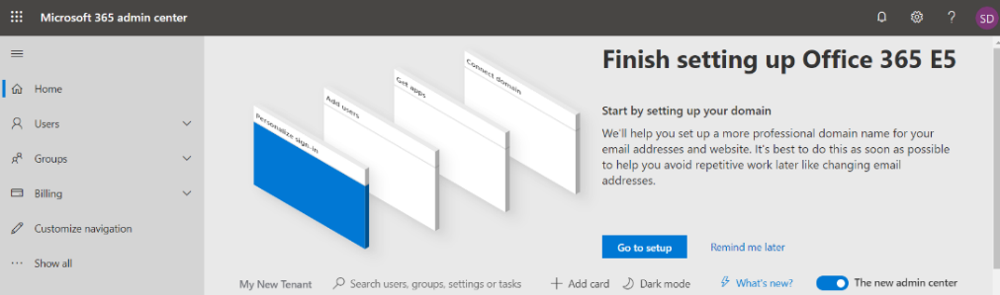 Microsoft 365 admin center
SD
Home
Users
Groups
Billing
Customize navigation
Show all
Personalize sign-in
Add users
Get apps
Connect domain
Finish setting up Office 365 E5
Start by setting up your domain
We'll help you set up a more professional domain name for your
email addresses and website. It's best to do this as soon as possible
to help you avoid repetitive work later like changing email
addresses.
Go to setup
Remind me later
My New Tenant
Search users, groups, settings or tasks
Add card
Dark mode
What's new?
The new admin center